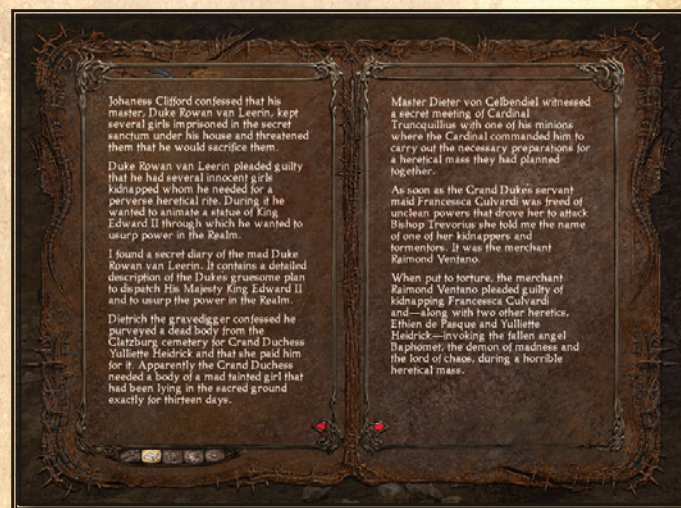 Johaness Clifford confessed that his
master, Duke Rowan van Leerin, kept
several girls imprisoned in the secret
sanctum under his house and threatened
them that he would sacrifice them.
Duke Rowan van Leerin pleaded guilty
that he had several innocent girls
kidnapped whom he needed for a
perverse heretical rite. During it he
wanted to animate a statue of King
Edward II through which he wanted to
usurp power in the Realm.
I found a secret diary of the mad Duke
Rowan van Leerin. It contains a detailed
description of the Dukes gruesome plan
to dispatch His Majesty King Edward II
and to usurp the power in the Realm.
Dietrich the gravedigger confessed he
purveyed a dead body from the
Glatzburg cemetery for Grand Duchess
Yulliette Heidrick and that she paid him
for it. Apparently the Grand Duchess
needed a body of a mad tainted girl that
had been lying in the sacred ground
exactly for thirteen days.
Master Dieter von Gelbendiel witnessed
a secret meeting of Cardinal
Truncquillius with one of his minions
where the Cardinal commanded him to
carry out the necessary preparations for
a heretical mass they had planned
together.
As soon as the Grand Dukes servant
maid Francessca Gulvardi was freed of
unclean powers that drove her to attack
Bishop Trevorius she told me the name
of one of her kidnappers and
tormentors. It was the merchant
Raimond Ventano.
When put to torture, the merchant
Raimond Ventano pleaded guilty of
kidnapping Francessca Gulvardi
and—along with two other heretics,
Ethien de Pasque and Yulliette
Heidrick—invoking the fallen angel
Baphomet, the demon of madness and
the lord of chaos, during a horrible
heretical mass.